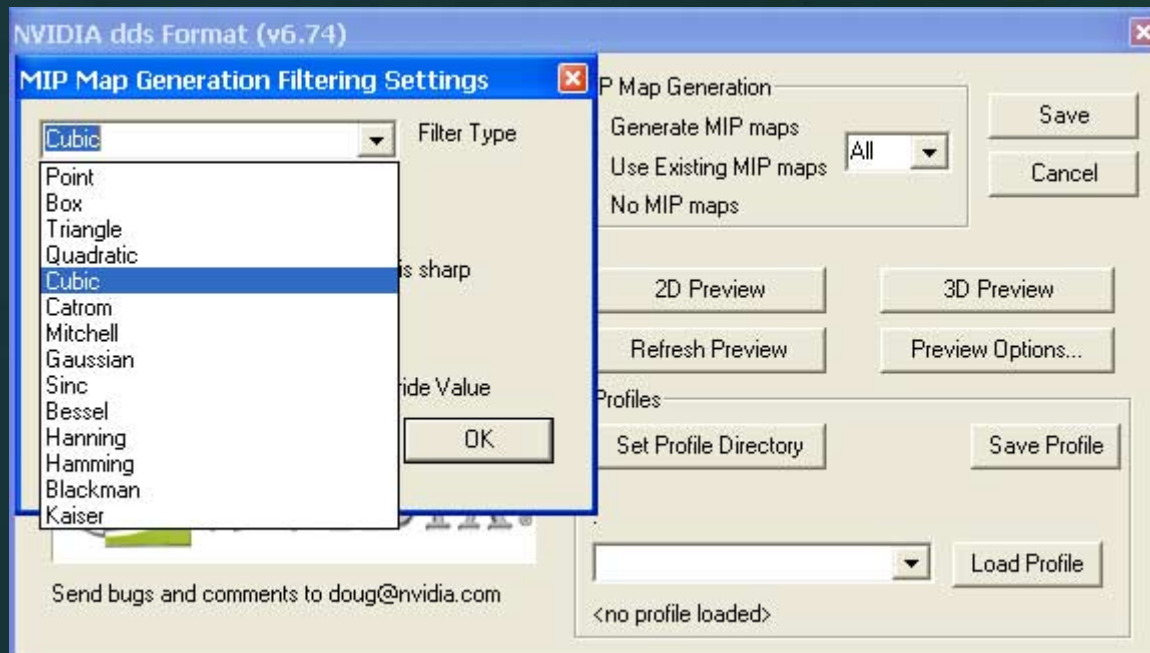 NVIDIA dds Format (v6.74)
MIP Map Generation Filtering Settings
Cubic
Filter Type
Point
Box
Triangle
Quadratic
Cubic
Catrom
Mitchell
Gaussian
Sinc
Bessel
Hanning
Hamming
Blackman
Kaiser
is sharp
ride Value
OK
Send bugs and comments to doug@nvidia.com
P Map Generation
Generate MIP maps
Use Existing MIP maps
No MIP maps
All
Save
Cancel
2D Preview
3D Preview
Refresh Preview
Preview Options...
Profiles
Set Profile Directory
Save Profile
.
Load Profile
<no profile loaded>